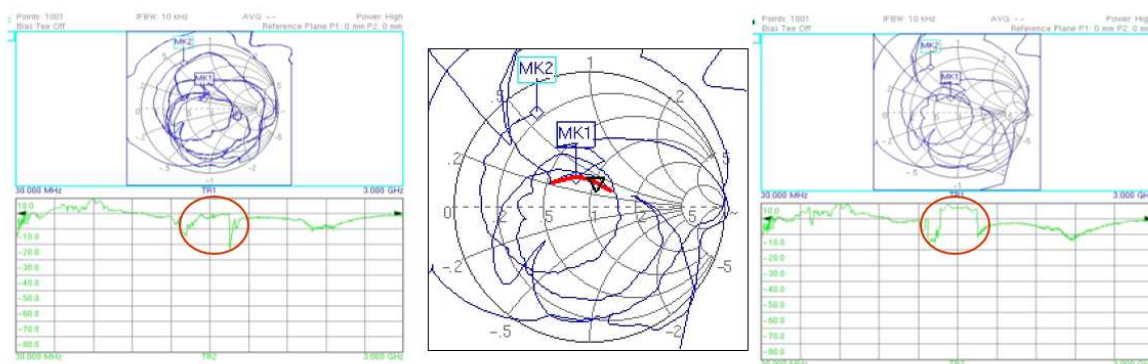 Points: 1001 IFBW: 10 kHz AVG: -- Power: High
Bias Tee Off Reference Plane P1: 0 mm P2: 0 mm
MK2
MK1
30.000 MHz TR1 3.000 GHz
10.0
-10.0
-20.0
-30.0
-40.0
-50.0
-60.0
-70.0
-80.0
30.000 MHz TR2 3.000 GHz
MK2
1
.5
.2
MK1
.2
.5
0
.5
1
2
5
-.2
-5
-.5
-2
-1
Points: 1001 IFBW: 10 kHz AVG: -- Power: High
Bias Tee Off Reference Plane P1: 0 mm P2: 0 mm
MK2
MK1
30.000 MHz TR1 3.000 GHz
10.0
-10.0
-20.0
-30.0
-40.0
-50.0
-60.0
-70.0
-80.0
30.000 MHz 3.000 GHz